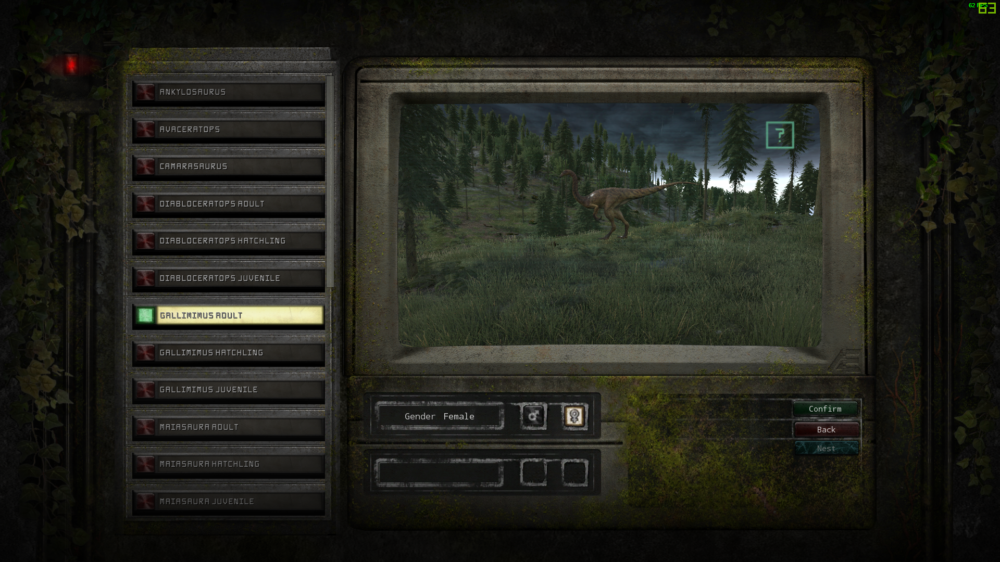 62 FPS
63
ANKYLOSAURUS
AVACERATOPS
CAMARASAURUS
DIABLOCERATOPS ADULT
DIABLOCERATOPS HATCHLING
DIABLOCERATOPS JUVENILE
GALLIMIMUS ADULT
GALLIMIMUS HATCHLING
GALLIMIMUS JUVENILE
MAIASAURA ADULT
MAIASAURA HATCHLING
MAIASAURA JUVENILE
?
Gender Female
Confirm
Back
Nest